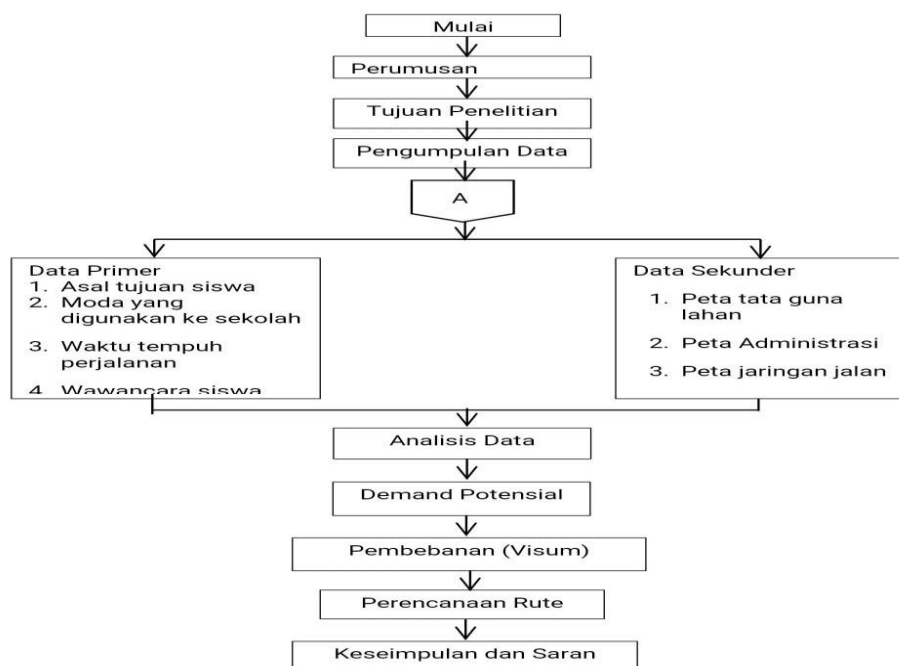 Mulai
Perumusan
Tujuan Penelitian
Pengumpulan Data
A
Data Primer
1. Asal tujuan siswa
2. Moda yang
digunakan ke sekolah
3. Waktu tempuh
perjalanan
4 Wawancara siswa
Data Sekunder
1. Peta tata guna
lahan
2. Peta Administrasi
3. Peta jaringan jalan
Analisis Data
Demand Potensial
Pembebanan (Visum)
Perencanaan Rute
Keseimpulan dan Saran